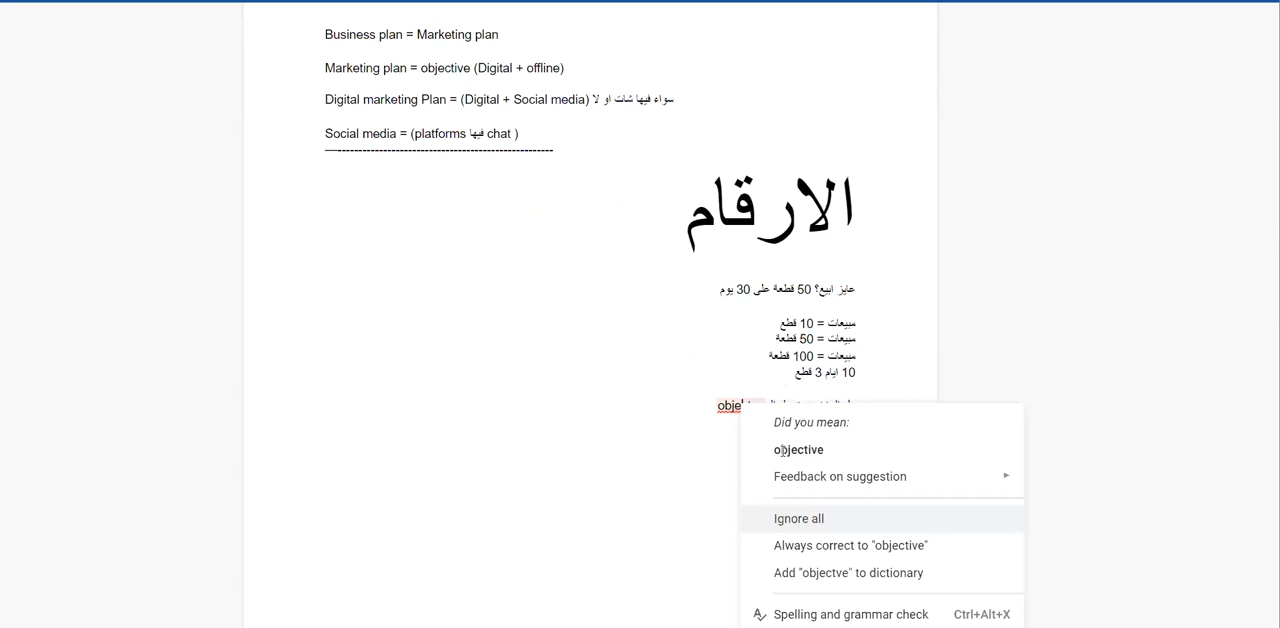 Business plan = Marketing plan
Marketing plan = objective (Digital + offline)
Digital marketing Plan = (Digital + Social media) سواء فيها شات او لا
Social media = (platforms فيها chat )
—---------------------------------------------------
الارقام
عايز ابيع؟ 50 قطعة على 30 يوم
مبيعات = 10 قطع
مبيعات = 50 قطعة
مبيعات = 100 قطعة
10 ايام 3 قطع
obje
Did you mean:
objective
Feedback on suggestion
Ignore all
Always correct to "objective"
Add "objectve" to dictionary
Spelling and grammar check Ctrl+Alt+X